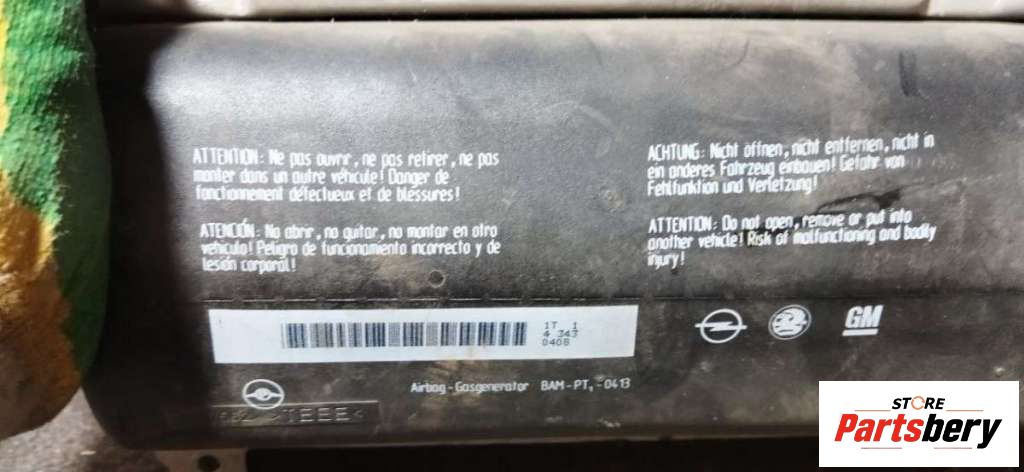 ATTENTION: Ne pas ouvrir, ne pas retirer, ne pas
monter dans un autre véhicule! Danger de
fonctionnement défectueux et de blessures!
ATENCIÓN: No abrir, no quitar, no montar en otro
vehículo! Peligro de funcionamiento incorrecto y de
lesión corporal!
ACHTUNG: Nicht öffnen, nicht entfernen, nicht in
ein anderes Fahrzeug einbauen! Gefahr von
Fehlfunktion und Verletzung!
ATTENTION: Do not open, remove or put into
another vehicle! Risk of malfunctioning and bodily
injury!
1T 1
4 343
0408
GM
Airbag-Gasgenerator BAM-PT, -0413
>TEEE<
STORE
Partsbery